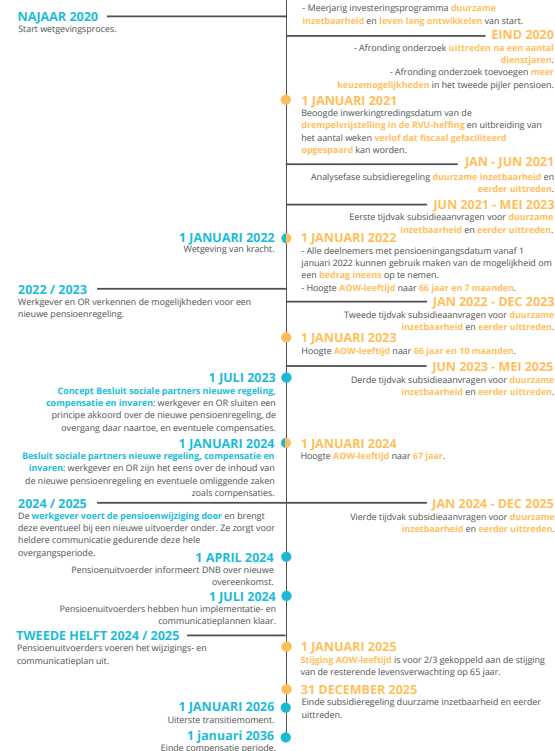 - Meerjarig investeringsprogramma duurzame
inzetbaarheid en leven lang ontwikkelen van start.
NAJAAR 2020
Start wetgevingsproces.
EIND 2020
- Afronding onderzoek uittreden na een aantal
dienstjaren.
- Afronding onderzoek toevoegen meer
keuzemogelijkheden in het tweede pijler pensioen.
1 JANUARI 2021
Beoogde inwerkingtredingsdatum van de
drempelvrijstelling in de RVU-heffing en uitbreiding van
het aantal weken verlof dat fiscaal gefaciliteerd
opgespaard kan worden.
JAN - JUN 2021
Analysefase subsidieregeling duurzame inzetbaarheid en
eerder uittreden.
JUN 2021 - MEI 2023
Eerste tijdvak subsidieaanvragen voor duurzame
inzetbaarheid en eerder uittreden.
1 JANUARI 2022
Wetgeving van kracht.
1 JANUARI 2022
- Alle deelnemers met pensioeningangsdatum vanaf 1
januari 2022 kunnen gebruik maken van de mogelijkheid om
een bedrag ineens op te nemen.
- Hoogte AOW-leeftijd naar 66 jaar en 7 maanden.
2022 / 2023
Werkgever en OR verkennen de mogelijkheden voor een
nieuwe pensioenregeling.
JAN 2022 - DEC 2023
Tweede tijdvak subsidieaanvragen voor duurzame
inzetbaarheid en eerder uittreden.
1 JANUARI 2023
Hoogte AOW-leeftijd naar 66 jaar en 10 maanden.
JUN 2023 - MEI 2025
Derde tijdvak subsidieaanvragen voor duurzame
inzetbaarheid en eerder uittreden.
1 JULI 2023
Concept Besluit sociale partners nieuwe regeling,
compensatie en invaren: werkgever en OR sluiten een
principe akkoord over de nieuwe pensioenregeling, de
overgang daar naartoe, en eventuele compensaties.
1 JANUARI 2024
Besluit sociale partners nieuwe regeling, compensatie en
invaren: werkgever en OR zijn het eens over de inhoud van
de nieuwe pensioenregeling en eventuele omliggende zaken
zoals compensaties.
1 JANUARI 2024
Hoogte AOW-leeftijd naar 67 jaar.
2024 / 2025
De werkgever voert de pensioenwijziging door en brengt
deze eventueel bij een nieuwe uitvoerder onder. Ze zorgt voor
heldere communicatie gedurende deze hele
overgangsperiode.
JAN 2024 - DEC 2025
Vierde tijdvak subsidieaanvragen voor duurzame
inzetbaarheid en eerder uittreden.
1 APRIL 2024
Pensioenuitvoerder informeert DNB over nieuwe
overeenkomst.
1 JULI 2024
Pensioenuitvoerders hebben hun implementatie- en
communicatieplannen klaar.
TWEEDE HELFT 2024 / 2025
Pensioenuitvoerders voeren het wijzigings- en
communicatieplan uit.
1 JANUARI 2025
Stijging AOW-leeftijd is voor 2/3 gekoppeld aan de stijging
van de resterende levensverwachting op 65 jaar.
31 DECEMBER 2025
Einde subsidieregeling duurzame inzetbaarheid en eerder
uittreden.
1 JANUARI 2026
Uiterste transitiemoment.
1 januari 2036
Einde compensatie periode.